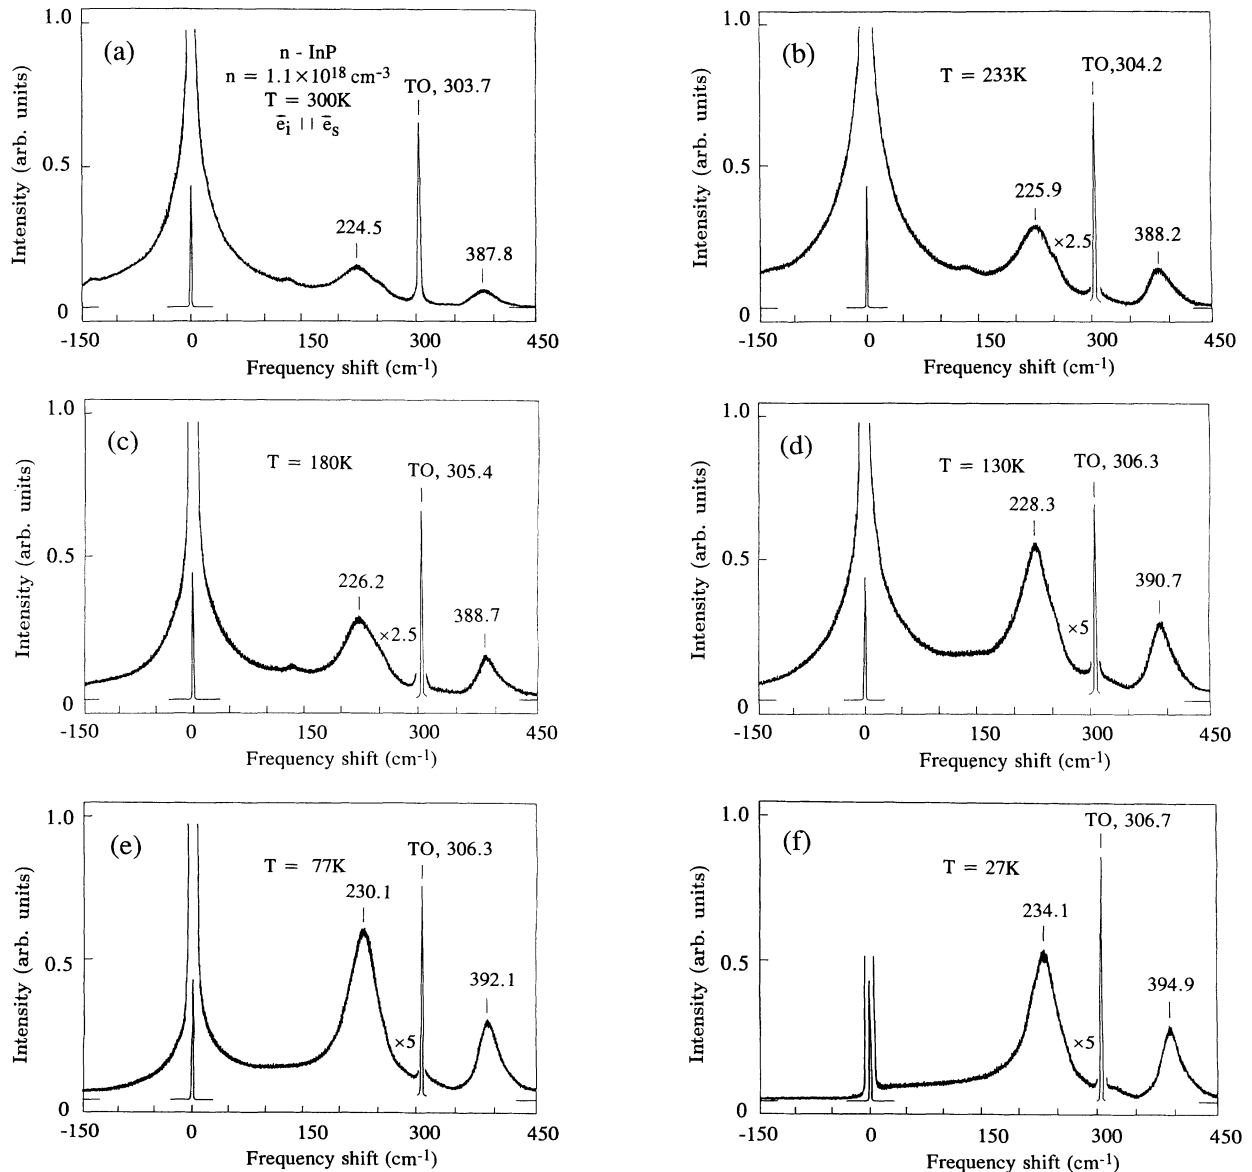 1.0
(a)
n - InP
n = 1.1×10¹⁸ cm⁻³
T = 300K
ē_i || ē_s
TO, 303.7
0.5
224.5
387.8
0
-150 0 150 300 450
Frequency shift (cm⁻¹)
Intensity (arb. units)
1.0
(b)
T = 233K
TO,304.2
0.5
225.9
×2.5
388.2
0
-150 0 150 300 450
Frequency shift (cm⁻¹)
Intensity (arb. units)
1.0
(c)
T = 180K
TO, 305.4
0.5
226.2
×2.5
388.7
0
-150 0 150 300 450
Frequency shift (cm⁻¹)
Intensity (arb. units)
1.0
(d)
T = 130K
TO, 306.3
228.3
0.5
390.7
×5
0
-150 0 150 300 450
Frequency shift (cm⁻¹)
Intensity (arb. units)
1.0
(e)
T = 77K
TO, 306.3
230.1
0.5
392.1
×5
0
-150 0 150 300 450
Frequency shift (cm⁻¹)
Intensity (arb. units)
1.0
(f)
TO, 306.7
T = 27K
234.1
0.5
394.9
×5
0
-150 0 150 300 450
Frequency shift (cm⁻¹)
Intensity (arb. units)